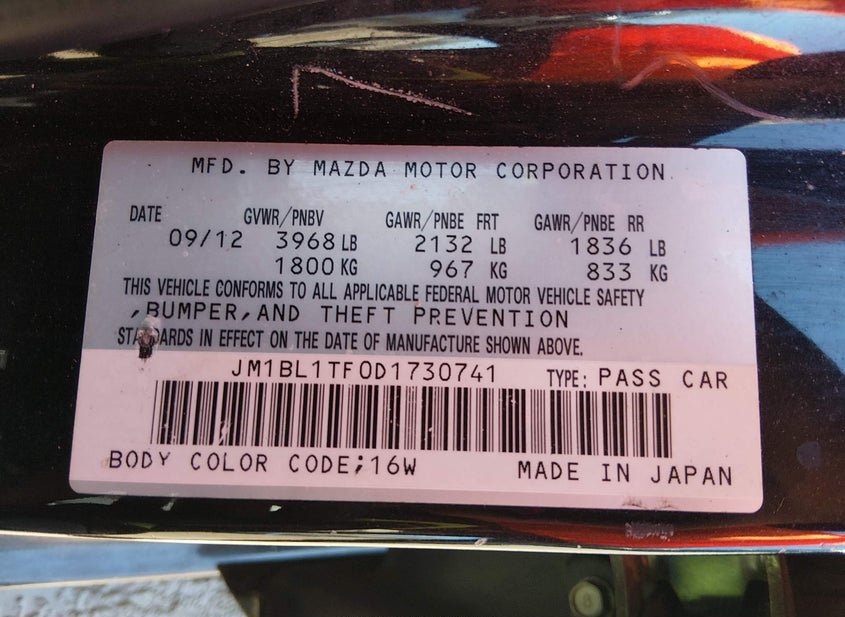 MFD. BY MAZDA MOTOR CORPORATION
DATE GVWR/PNBV GAWR/PNBE FRT GAWR/PNBE RR
09/12 3968 LB 2132 LB 1836 LB
1800 KG 967 KG 833 KG
THIS VEHICLE CONFORMS TO ALL APPLICABLE FEDERAL MOTOR VEHICLE SAFETY
,BUMPER,AND THEFT PREVENTION
STANDARDS IN EFFECT ON THE DATE OF MANUFACTURE SHOWN ABOVE.
JM1BL1TF0D1730741 TYPE: PASS CAR
BODY COLOR CODE;16W MADE IN JAPAN